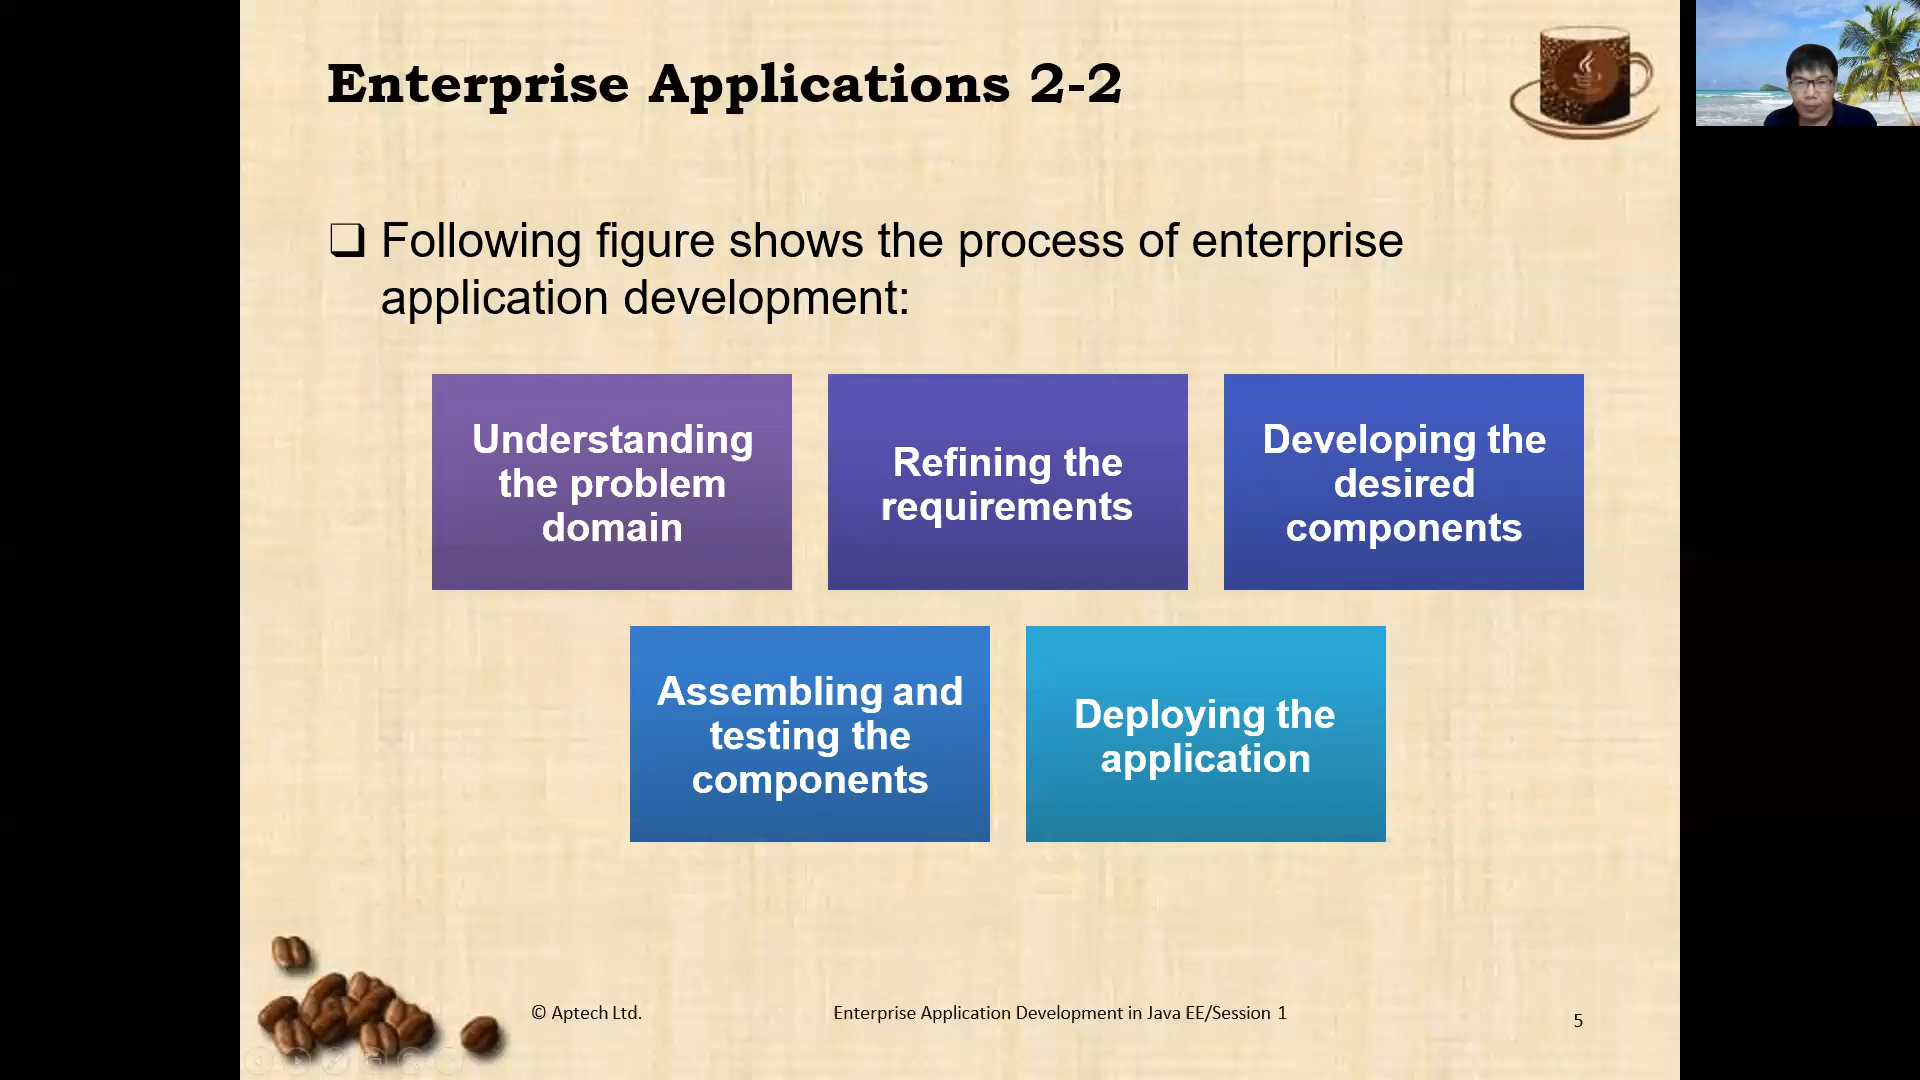 Enterprise Applications 2-2
Following figure shows the process of enterprise
application development:
Understanding
the problem
domain
Refining the
requirements
Developing the
desired
components
Assembling and
testing the
components
Deploying the
application
© Aptech Ltd.
Enterprise Application Development in Java EE/Session 1
5